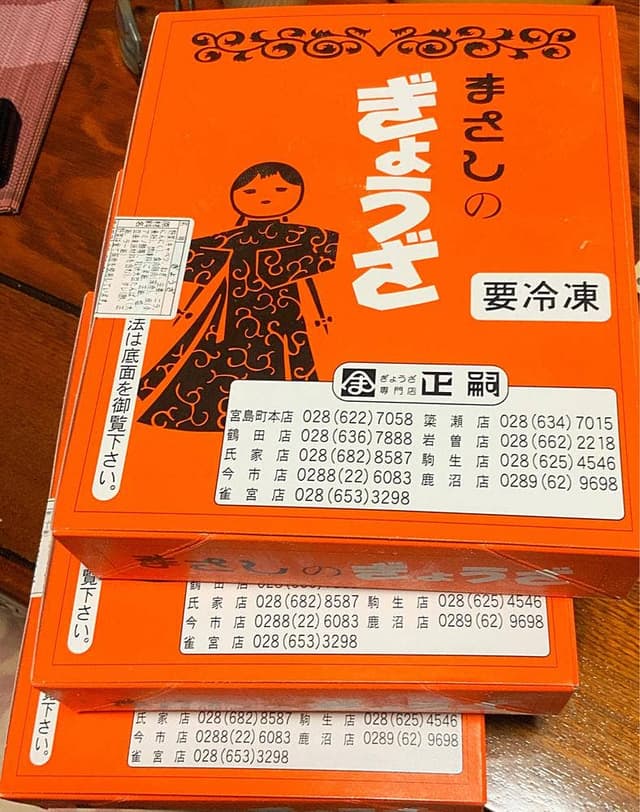 まさしの
ぎょうざ
要冷凍
ぎょうざ
専門店
正嗣
宮島町本店 028(622)7058 簗瀬店 028(634)7015
鶴田店 028(636)7888 岩曽店 028(662)2218
氏家店 028(682)8587 駒生店 028(625)4546
今市店 0288(22)6083 鹿沼店 0289(62)9698
雀宮店 028(653)3298
法は底面を御覧下さい。
まさしのぎょうざ
覧下さい。
鶴田店
氏家店 028(682)8587 駒生店 028(625)4546
今市店 0288(22)6083 鹿沼店 0289(62)9698
雀宮店 028(653)3298
覧下さい。
氏家店 028(682)8587 駒生店 028(625)4546
今市店 0288(22)6083 鹿沼店 0289(62)9698
雀宮店 028(653)3298